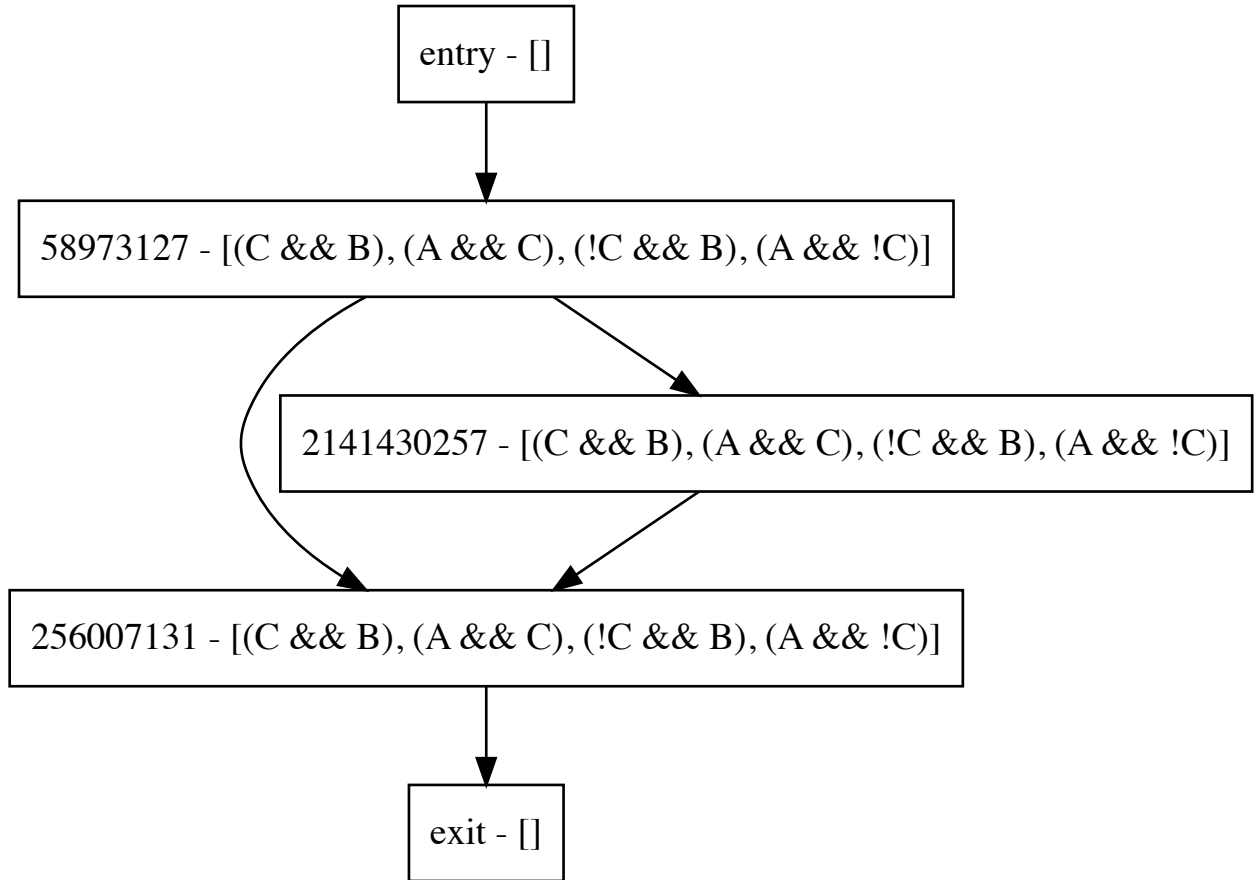 entry - []
58973127 - [(C && B), (A && C), (!C && B), (A && !C)]
2141430257 - [(C && B), (A && C), (!C && B), (A && !C)]
256007131 - [(C && B), (A && C), (!C && B), (A && !C)]
exit - []